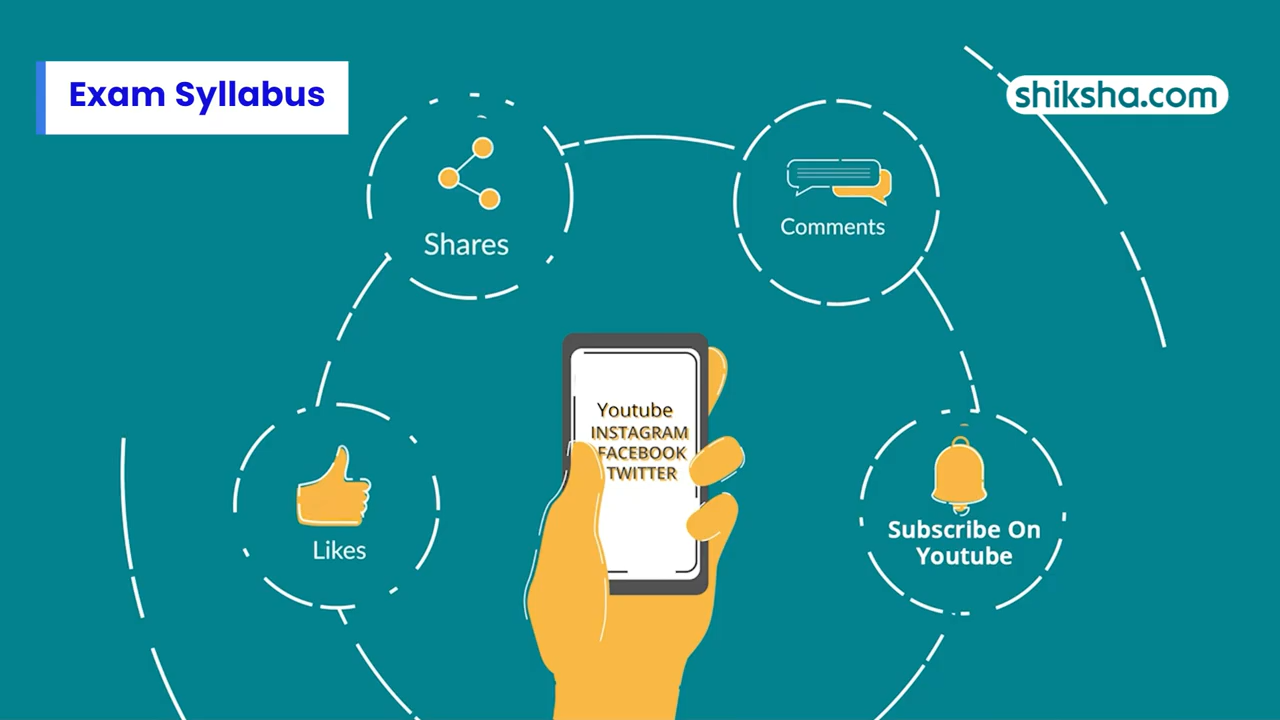 Exam Syllabus
shiksha.com
Shares
Comments
Youtube
INSTAGRAM
FACEBOOK
TWITTER
Likes
Subscribe On
Youtube